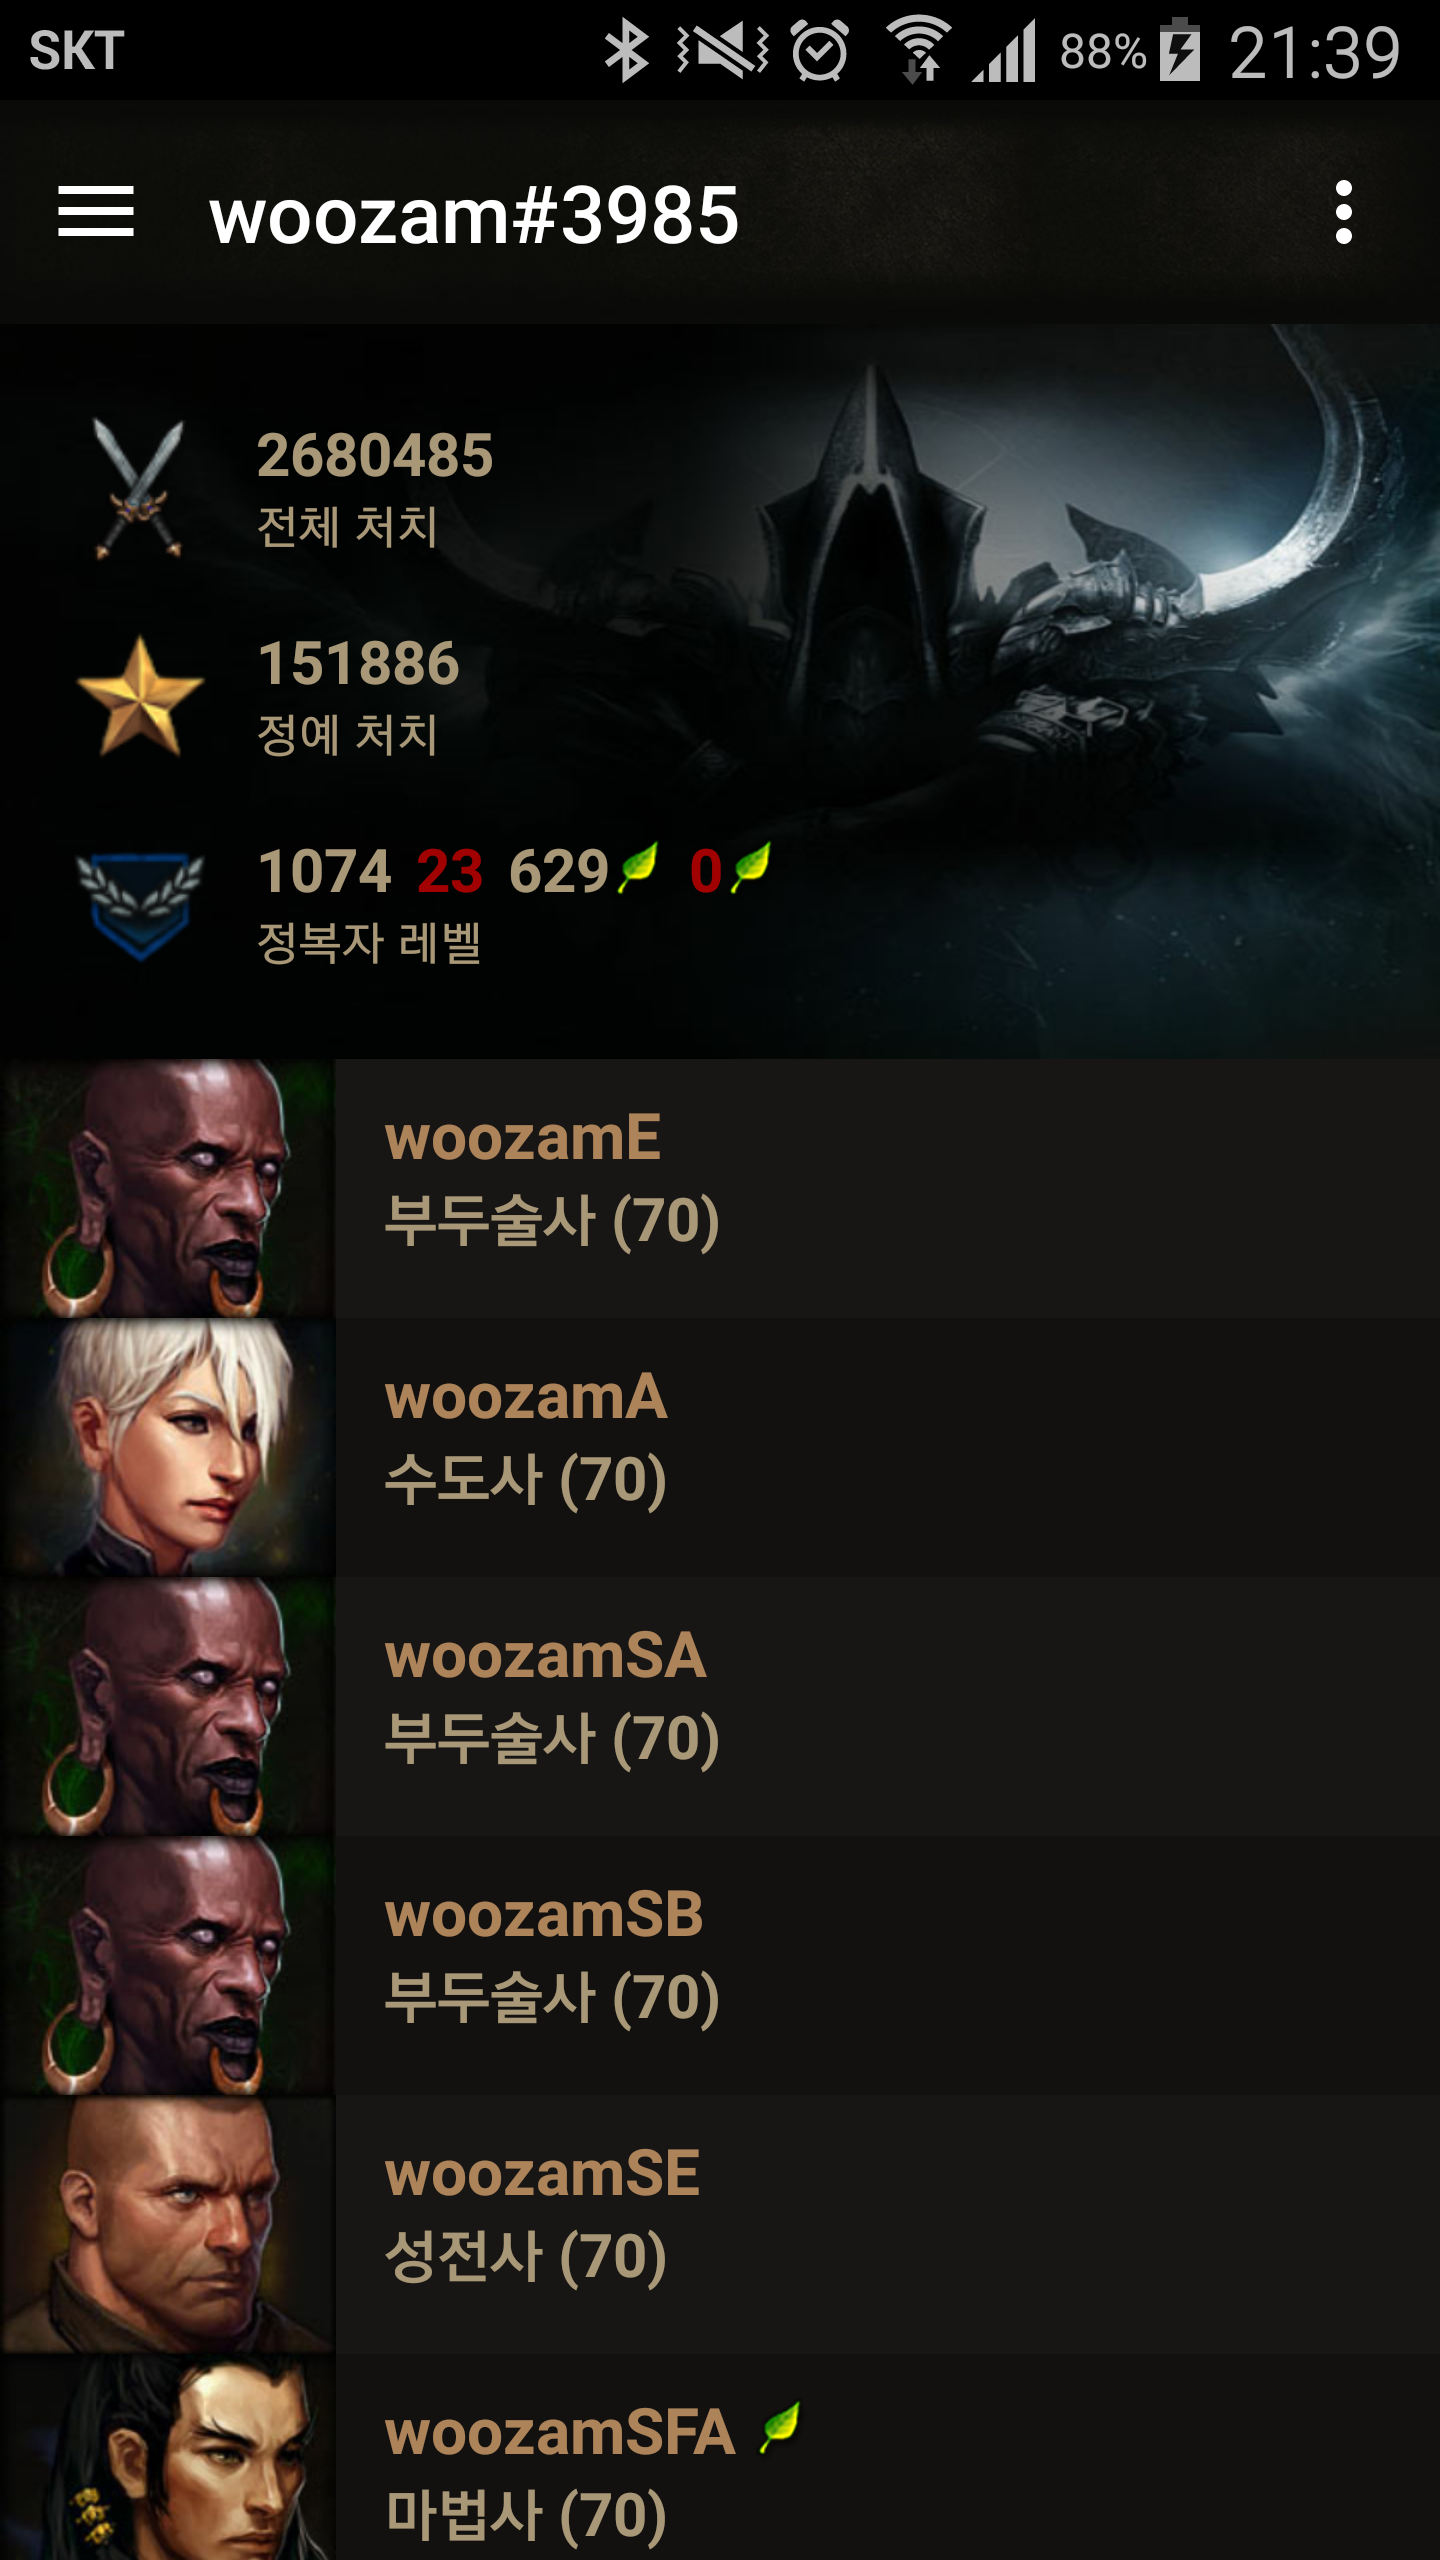 SKT 88% 21:39
woozam#3985
2680485
전체 처치
151886
정예 처치
1074 23 629 0
정복자 레벨
woozamE
부두술사 (70)
woozamA
수도사 (70)
woozamSA
부두술사 (70)
woozamSB
부두술사 (70)
woozamSE
성전사 (70)
woozamSFA
마법사 (70)